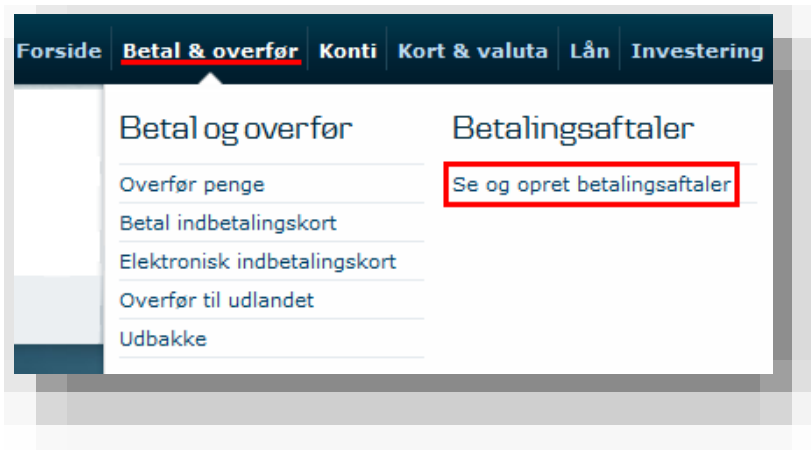 Forside Betal & overfør Konti Kort & valuta Lån Investering
Betal og overfør
Overfør penge
Betal indbetalingskort
Elektronisk indbetalingskort
Overfør til udlandet
Udbakke
Betalingsaftaler
Se og opret betalingsaftaler